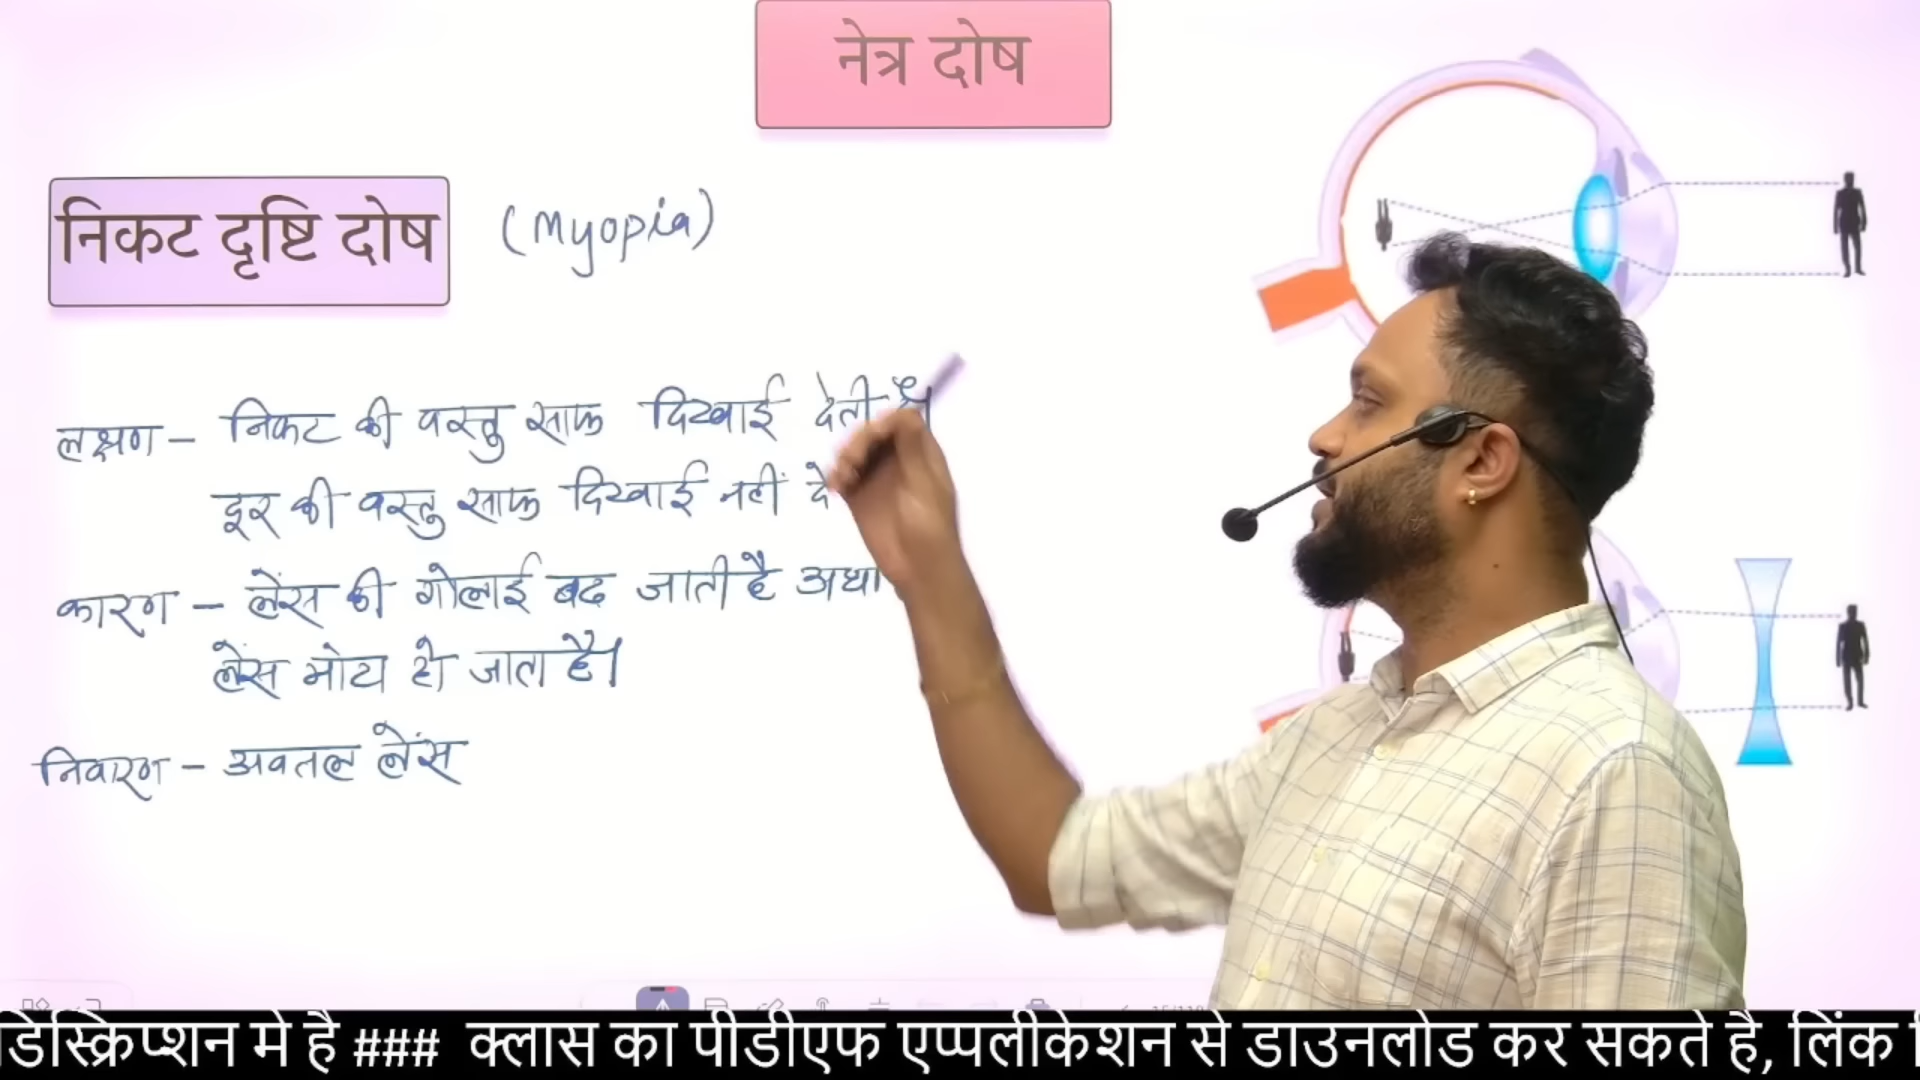 नेत्र दोष
निकट दृष्टि दोष (Myopia)
लक्षण – निकट की वस्तु साफ दिखाई देती है
दूर की वस्तु साफ दिखाई नहीं
कारण – लेंस की गोलाई बढ जाती है
लेंस मोटा हो जाता है।
निवारण – अवतल लेंस
डिस्क्रिप्शन मे है ### क्लास का पीडीएफ एप्पलीकेशन से डाउनलोड कर सकते है, लिंक